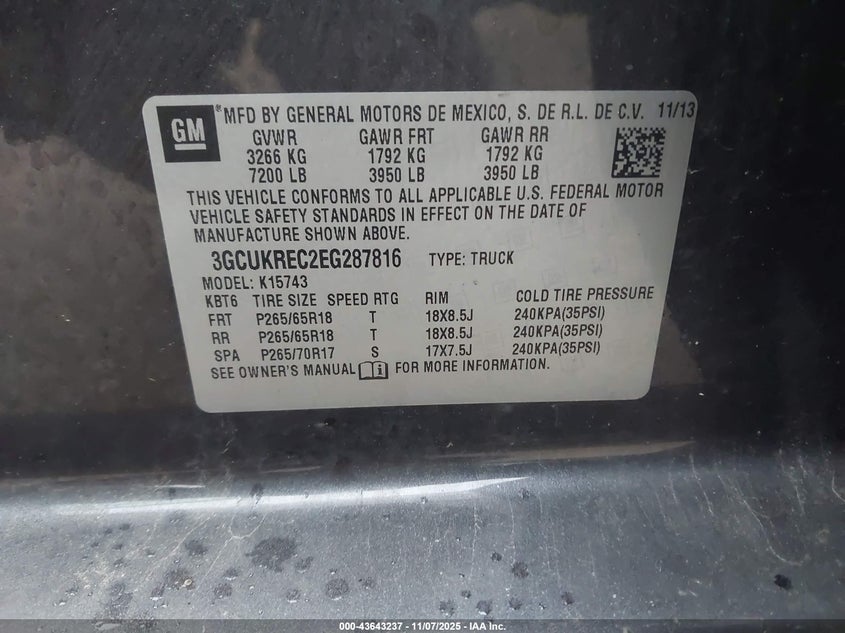 GM *MFD BY GENERAL MOTORS DE MEXICO, S. DE R.L. DE C.V. 11/13
GVWR GAWR FRT GAWR RR
3266 KG 1792 KG 1792 KG
7200 LB 3950 LB 3950 LB
THIS VEHICLE CONFORMS TO ALL APPLICABLE U.S. FEDERAL MOTOR
VEHICLE SAFETY STANDARDS IN EFFECT ON THE DATE OF
MANUFACTURE SHOWN ABOVE.
3GCUKREC2EG287816 TYPE: TRUCK
MODEL: K15743
KBT6 TIRE SIZE SPEED RTG RIM COLD TIRE PRESSURE
FRT P265/65R18 T 18X8.5J 240KPA(35PSI)
RR P265/65R18 T 18X8.5J 240KPA(35PSI)
SPA P265/70R17 S 17X7.5J 240KPA(35PSI)
SEE OWNER'S MANUAL i FOR MORE INFORMATION.
000-43643237 - 11/07/2025 - IAA Inc.